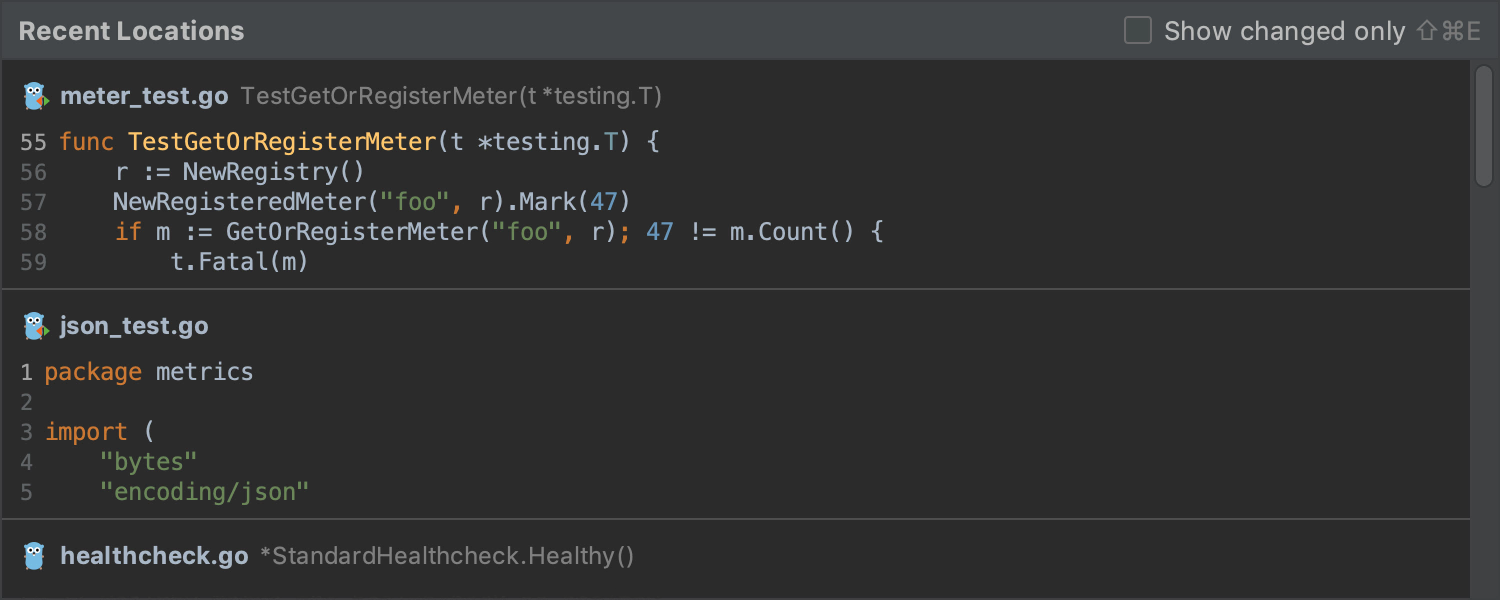 Recent Locations Show changed only ⇧⌘E
meter_test.go TestGetOrRegisterMeter(t *testing.T)
55 func TestGetOrRegisterMeter(t *testing.T) {
56     r := NewRegistry()
57     NewRegisteredMeter("foo", r).Mark(47)
58     if m := GetOrRegisterMeter("foo", r); 47 != m.Count() {
59         t.Fatal(m)
json_test.go
1 package metrics
2
3 import (
4     "bytes"
5     "encoding/json"
healthcheck.go *StandardHealthcheck.Healthy()